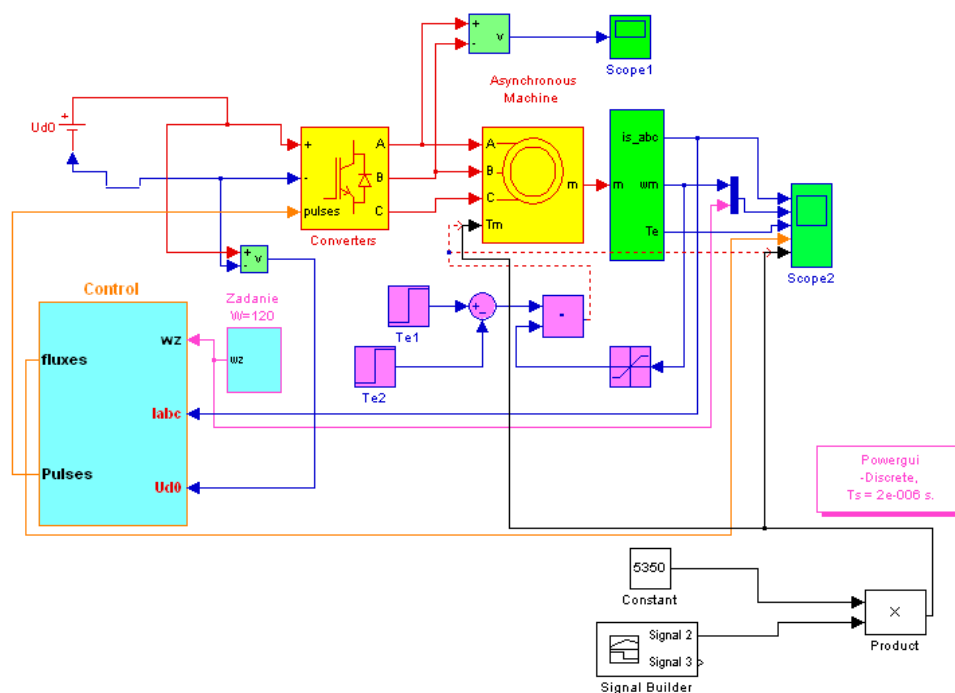 +
-
v
Scope1
Asynchronous
Machine
+
Ud0
+
-
pulses
A
B
C
Converters
A
B
C
Tm
m
m
is_abc
wm
Te
Scope2
+
-
v
Control
Zadanie
W=120
wz
wz
fluxes
Iabc
Pulses
Ud0
Te1
+
-
Te2
Powergui
-Discrete,
Ts = 2e-006 s.
5350
Constant
×
Product
Signal 2
Signal 3
Signal Builder